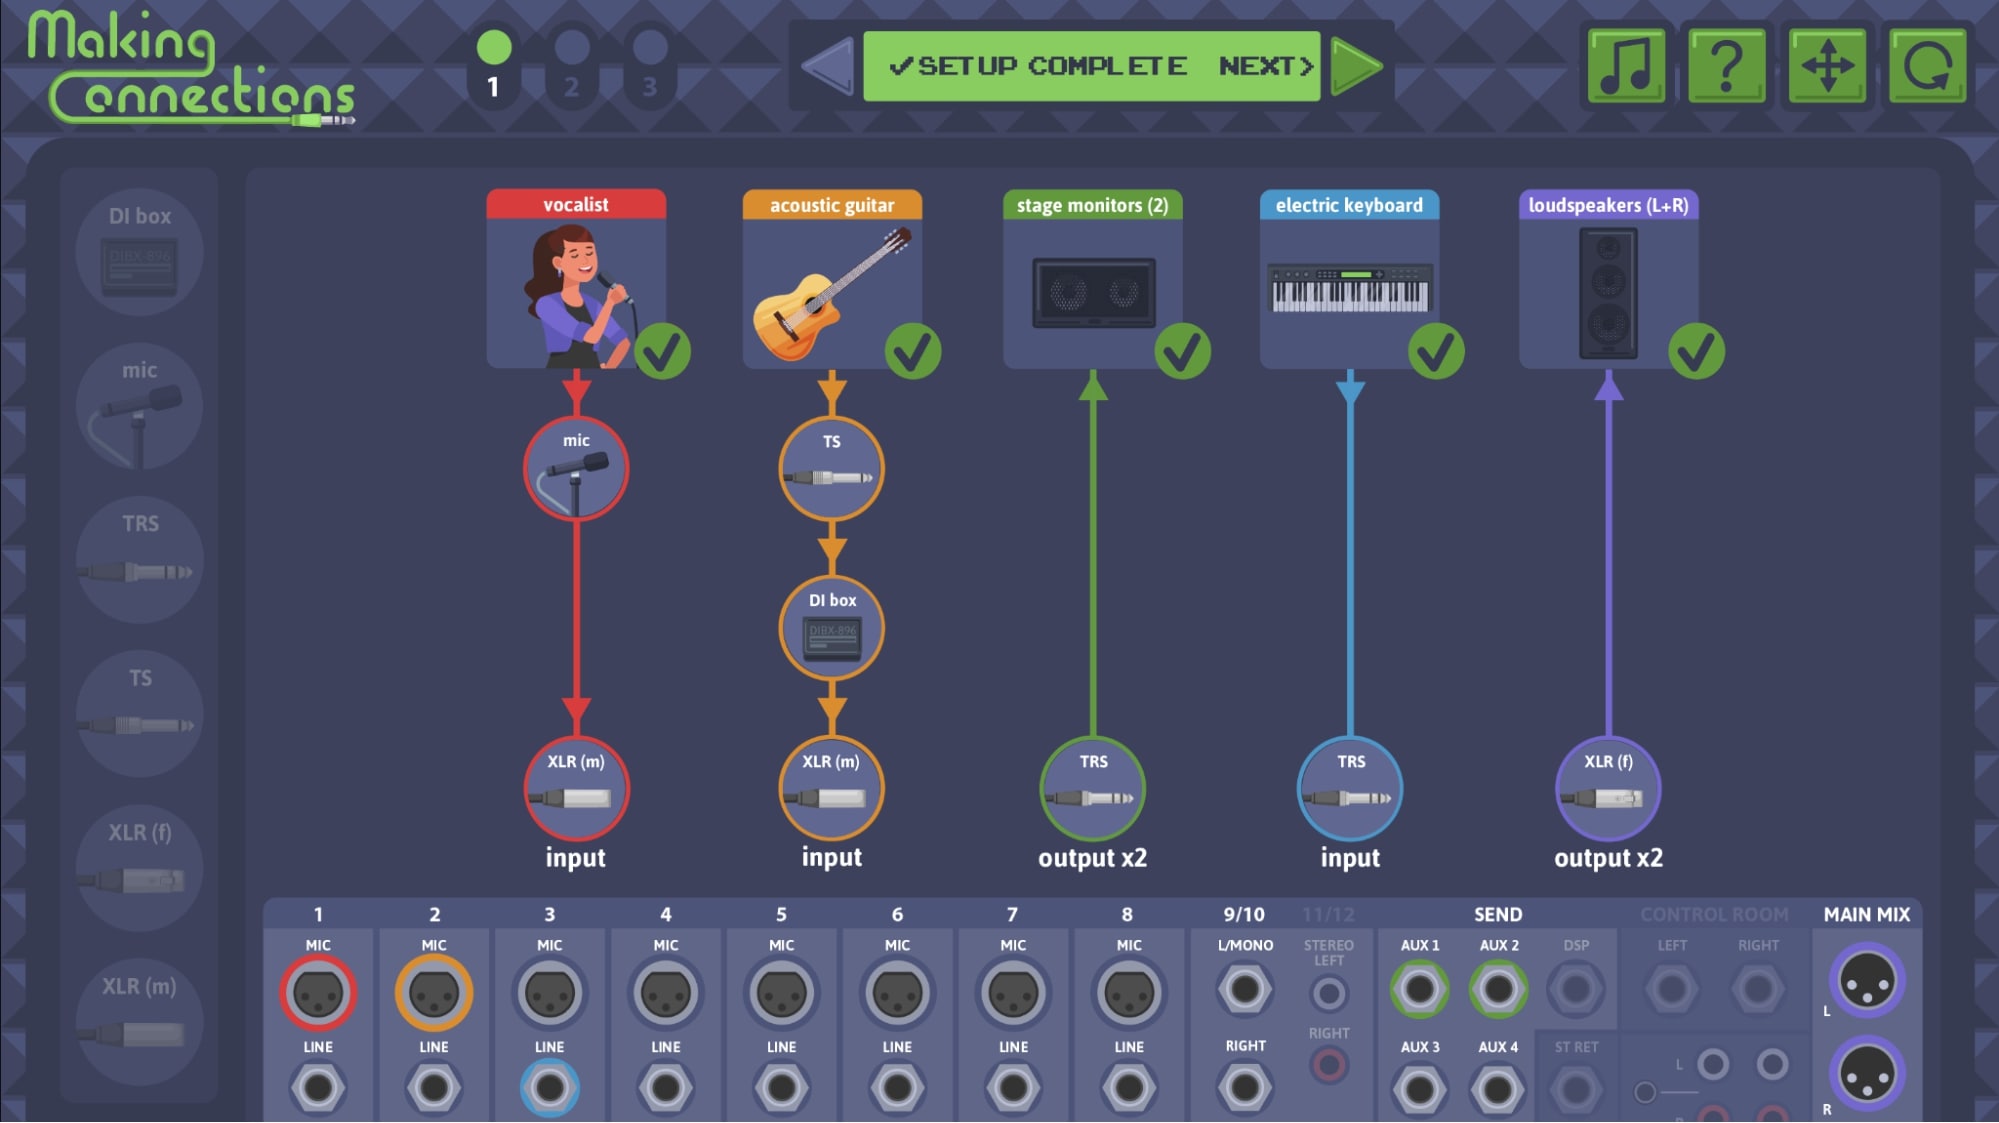 Making
Connections
1 2 3
✓SETUP COMPLETE NEXT>
?
DI box
DIBX-896
mic
TRS
TS
XLR (f)
XLR (m)
vocalist
acoustic guitar
stage monitors (2)
electric keyboard
loudspeakers (L+R)
mic
TS
DI box
DIBX-896
XLR (m)
XLR (m)
TRS
TRS
XLR (f)
input
input
output x2
input
output x2
1 2 3 4 5 6 7 8 9/10 11/12 SEND CONTROL ROOM MAIN MIX
MIC MIC MIC MIC MIC MIC MIC MIC L/MONO STEREO LEFT AUX 1 AUX 2 DSP LEFT RIGHT
L
RIGHT
LINE LINE LINE LINE LINE LINE LINE LINE RIGHT AUX 3 AUX 4 ST RET
L
R